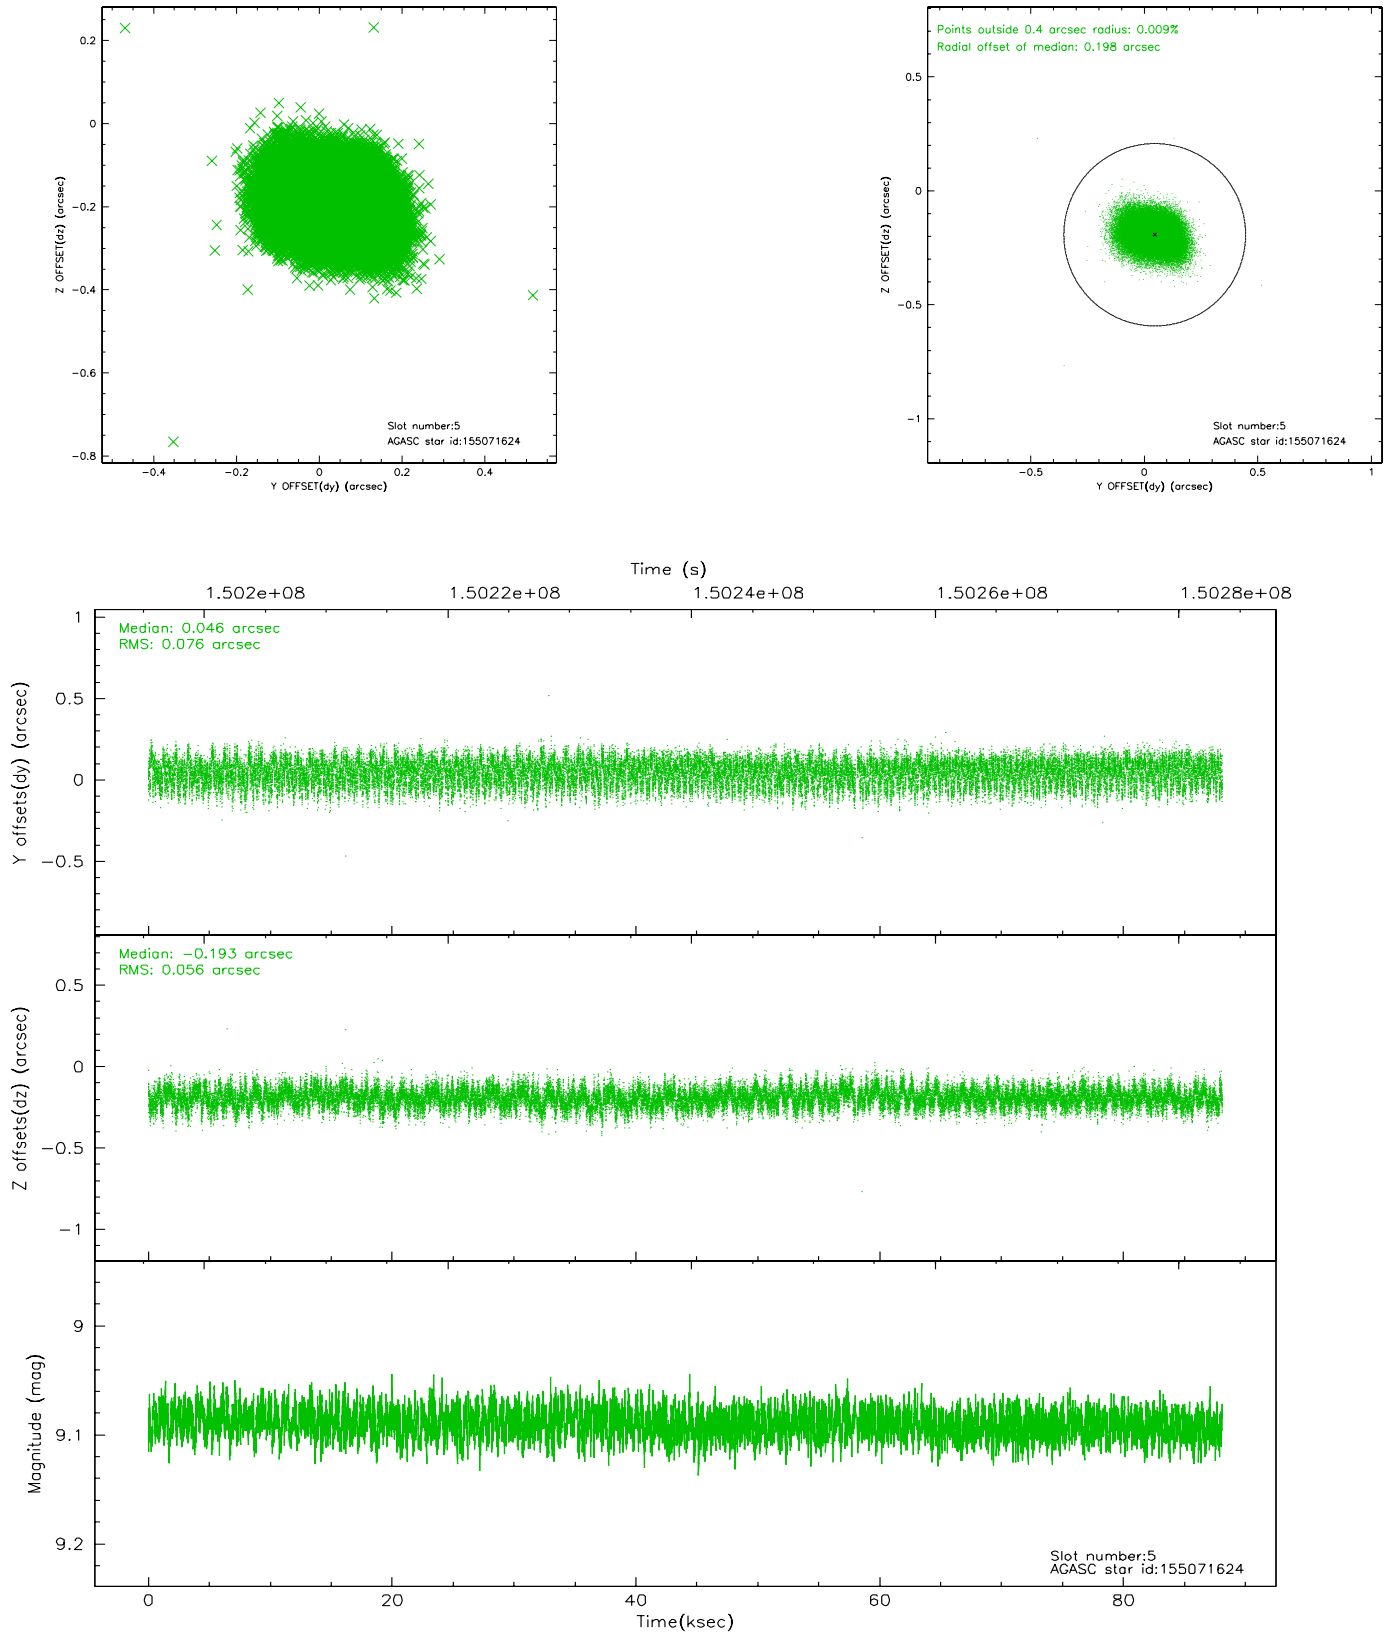 0.2
0
−0.2
−0.4
−0.6
−0.8
Z OFFSET(dz) (arcsec)
Slot number:5
AGASC star id:155071624
−0.4 −0.2 0 0.2 0.4
Y OFFSET(dy) (arcsec)
Points outside 0.4 arcsec radius: 0.009%
Radial offset of median: 0.198 arcsec
0.5
0
−0.5
−1
Z OFFSET(dz) (arcsec)
Slot number:5
AGASC star id:155071624
−0.5 0 0.5 1
Y OFFSET(dy) (arcsec)
Time (s)
1.502e+08 1.5022e+08 1.5024e+08 1.5026e+08 1.5028e+08
Median: 0.046 arcsec
RMS: 0.076 arcsec
1
0.5
0
−0.5
Y offsets(dy) (arcsec)
Median: −0.193 arcsec
RMS: 0.056 arcsec
0.5
0
−0.5
−1
Z offsets(dz) (arcsec)
9
9.1
9.2
Magnitude (mag)
Slot number:5
AGASC star id:155071624
0 20 40 60 80
Time(ksec)